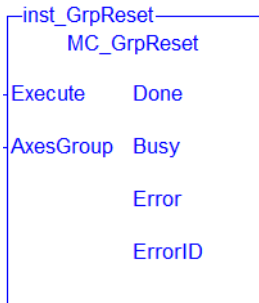 inst_GrpReset
MC_GrpReset
Execute Done
AxesGroup Busy
Error
ErrorID